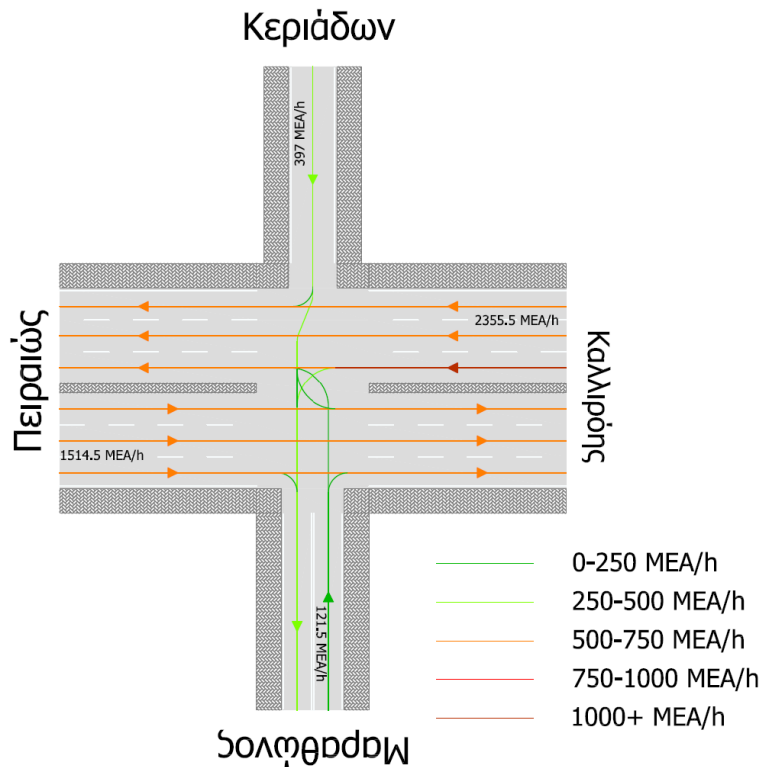 Κεριάδων
397 ΜΕΑ/h
2355.5 ΜΕΑ/h
Πειραιώς
Καλλιρόης
1514.5 ΜΕΑ/h
121.5 ΜΕΑ/h
Μαραθώνος
0-250 ΜΕΑ/h
250-500 ΜΕΑ/h
500-750 ΜΕΑ/h
750-1000 ΜΕΑ/h
1000+ ΜΕΑ/h